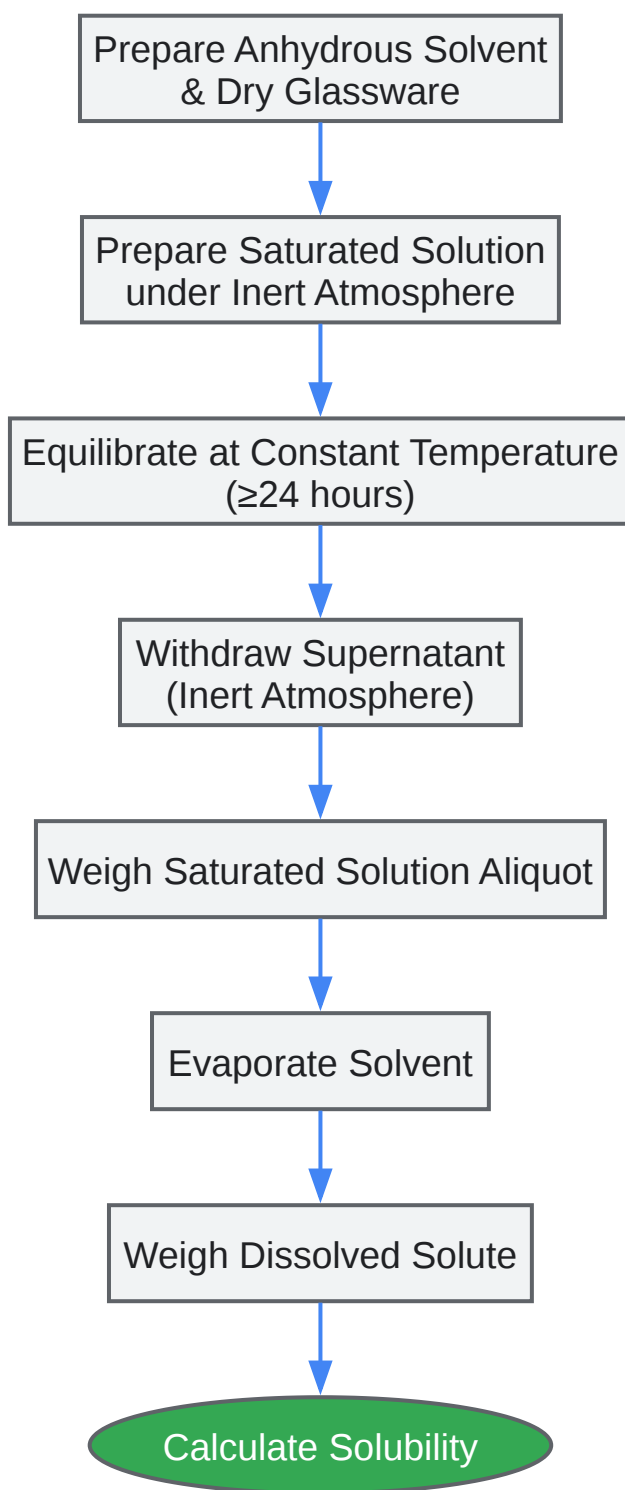 Prepare Anhydrous Solvent
& Dry Glassware
Prepare Saturated Solution
under Inert Atmosphere
Equilibrate at Constant Temperature
(≥24 hours)
Withdraw Supernatant
(Inert Atmosphere)
Weigh Saturated Solution Aliquot
Evaporate Solvent
Weigh Dissolved Solute
Calculate Solubility